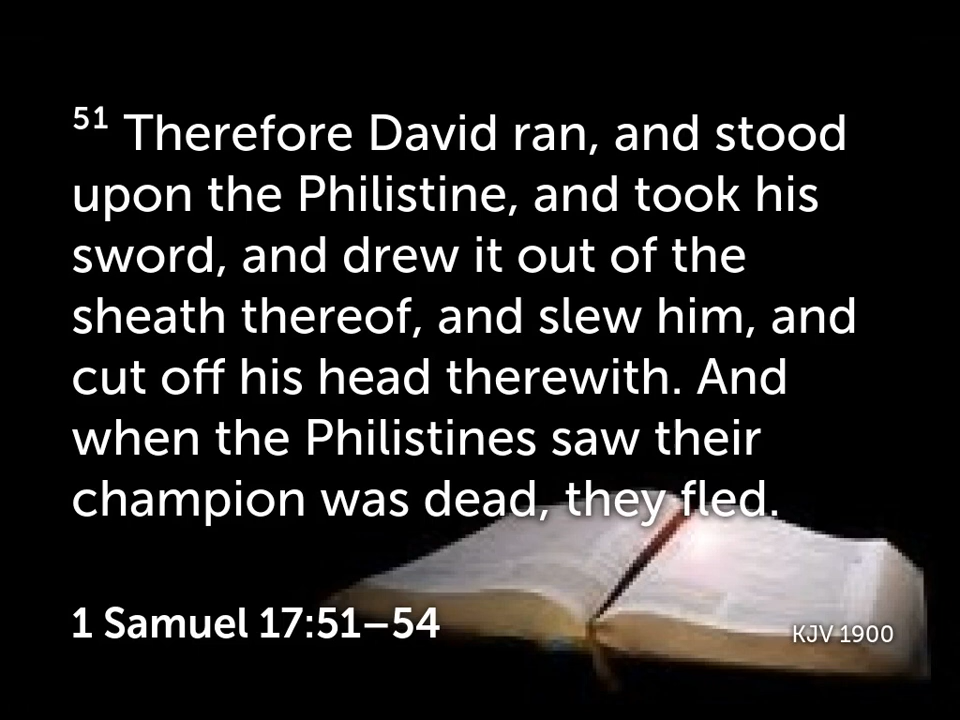 51 Therefore David ran, and stood
upon the Philistine, and took his
sword, and drew it out of the
sheath thereof, and slew him, and
cut off his head therewith. And
when the Philistines saw their
champion was dead, they fled.
1 Samuel 17:51–54
KJV 1900